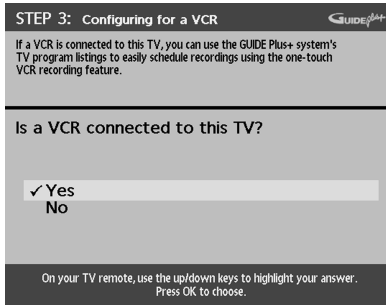 STEP 3: Configuring for a VCR GUIDE plus+
If a VCR is connected to this TV, you can use the GUIDE Plus+ system's
TV program listings to easily schedule recordings using the one-touch
VCR recording feature.
Is a VCR connected to this TV?
✓ Yes
No
On your TV remote, use the up/down keys to highlight your answer.
Press OK to choose.